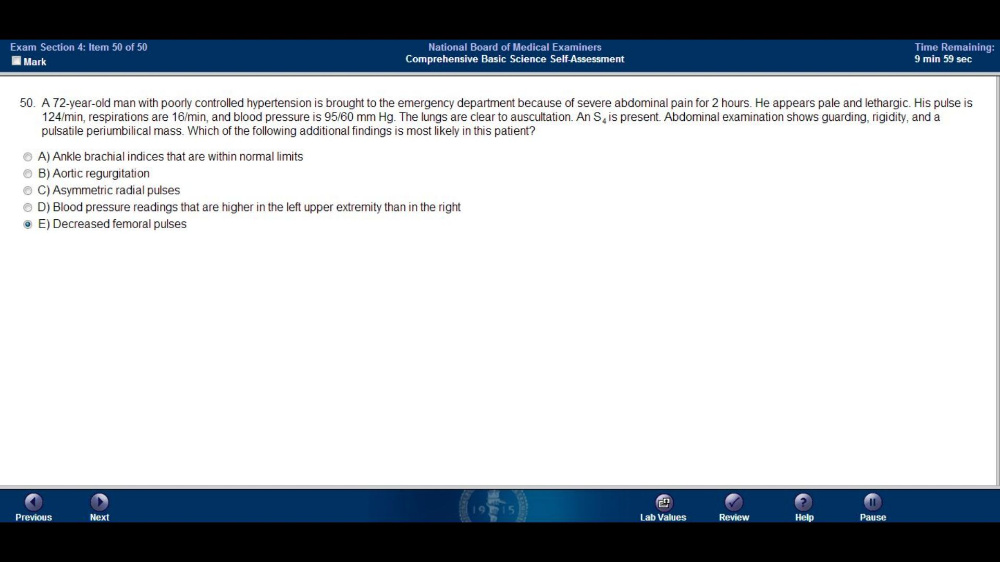 Exam Section 4: Item 50 of 50
Mark
National Board of Medical Examiners
Comprehensive Basic Science Self-Assessment
Time Remaining:
9 min 59 sec
50. A 72-year-old man with poorly controlled hypertension is brought to the emergency department because of severe abdominal pain for 2 hours. He appears pale and lethargic. His pulse is
124/min, respirations are 16/min, and blood pressure is 95/60 mm Hg. The lungs are clear to auscultation. An S₄ is present. Abdominal examination shows guarding, rigidity, and a
pulsatile periumbilical mass. Which of the following additional findings is most likely in this patient?
A) Ankle brachial indices that are within normal limits
B) Aortic regurgitation
C) Asymmetric radial pulses
D) Blood pressure readings that are higher in the left upper extremity than in the right
E) Decreased femoral pulses
1915
Previous
Next
Lab Values
Review
Help
Pause